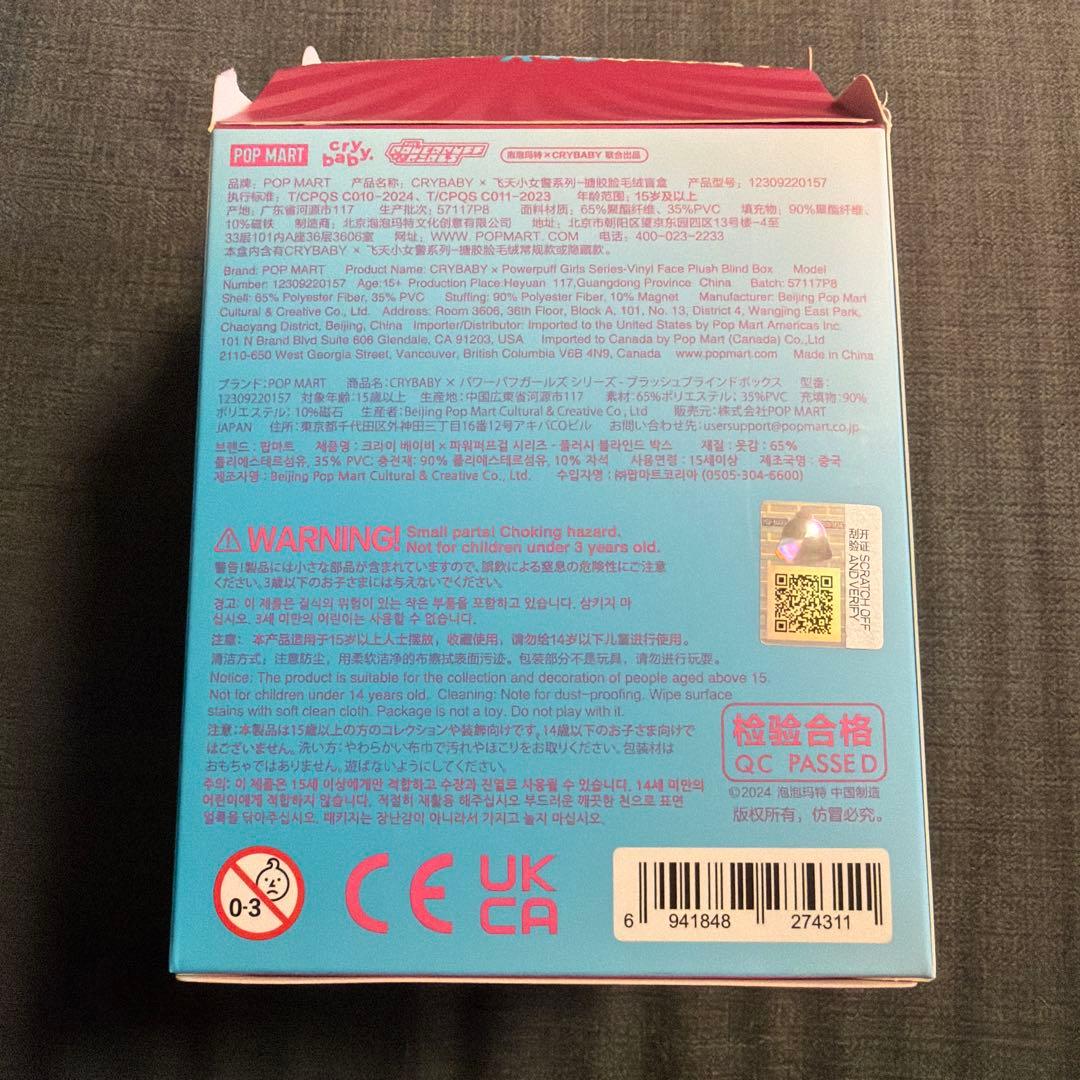 POP MART
cry baby.
THE POWERPUFF GIRLS
泡泡玛特×CRYBABY 联合出品
品牌：POP MART 产品名称：CRYBABY × 飞天小女警系列-搪胶脸毛绒盲盒 产品型号：12309220157
执行标准：T/CPQS C010-2024、T/CPQS C011-2023 年龄范围：15岁及以上
产地：广东省河源市117 生产批次：57117P8 面料材质：65%聚酯纤维、35%PVC 填充物：90%聚酯纤维、
10%磁铁 制造商：北京泡泡玛特文化创意有限公司 地址：北京市朝阳区望京东园四区13号楼-4至
33层101内A座36层3606室 网址：WWW.POPMART.COM 电话：400-023-2233
本盒内含有CRYBABY × 飞天小女警系列-搪胶脸毛绒常规款或隐藏款。
Brand: POP MART Product Name: CRYBABY × Powerpuff Girls Series-Vinyl Face Plush Blind Box Model
Number: 12309220157 Age:15+ Production Place:Heyuan 117,Guangdong Province China Batch: 57117P8
Shell: 65% Polyester Fiber, 35% PVC Stuffing: 90% Polyester Fiber, 10% Magnet Manufacturer: Beijing Pop Mart
Cultural & Creative Co., Ltd. Address: Room 3606, 36th Floor, Block A, 101, No. 13, District 4, Wangjing East Park,
Chaoyang District, Beijing, China Importer/Distributor: Imported to the United States by Pop Mart Americas Inc.
101 N Brand Blvd Suite 606 Glendale, CA 91203, USA Imported to Canada by Pop Mart (Canada) Co.,Ltd
2110-650 West Georgia Street, Vancouver, British Columbia V6B 4N9, Canada www.popmart.com Made in China
ブランド：POP MART 商品名：CRYBABY × パワーパフガールズ シリーズ - プラッシュブラインドボックス 型番：
12309220157 対象年齢：15歳以上 生産地：中国広東省河源市117 素材：65%ポリエステル；35%PVC 充填物：90%
ポリエステル；10%磁石 生産者：Beijing Pop Mart Cultural & Creative Co., Ltd 販売元：株式会社POP MART
JAPAN 住所：東京都千代田区外神田三丁目16番12号アキバCOビル お問い合わせ先：usersupport@popmart.co.jp
브랜드 : 팝마트 제품명 : 크라이 베이비 × 파워퍼프걸 시리즈 - 플러시 블라인드 박스 재질 : 옷감 : 65%
폴리에스테르섬유, 35% PVC; 충전재: 90% 폴리에스테르섬유, 10% 자석 사용연령 : 15세이상 제조국명 : 중국
제조자명 : Beijing Pop Mart Cultural & Creative Co., Ltd. 수입자명 : ㈜팝마트코리아 (0505-304-6600)
WARNING! Small parts! Choking hazard.
Not for children under 3 years old.
警告！製品には小さな部品が含まれていますので、誤飲による窒息の危険性にご注意
ください。3歳以下のお子さまには与えないでください。
경고: 이 제품은 질식의 위험이 있는 작은 부품을 포함하고 있습니다. 삼키지 마
십시오. 3세 미만의 어린이는 사용할 수 없습니다.
注意： 本产品适用于15岁以上人士摆放，收藏使用，请勿给14岁以下儿童进行使用。
清洁方式：注意防尘，用柔软洁净的布擦拭表面污迹。包装部分不是玩具，请勿进行玩耍。
Notice: The product is suitable for the collection and decoration of people aged above 15.
Not for children under 14 years old. Cleaning: Note for dust-proofing. Wipe surface
stains with soft clean cloth. Package is not a toy. Do not play with it.
注意：本製品は15歳以上の方のコレクションや装飾向けです。14歳以下のお子さま向けで
はございません。洗い方：やわらかい布巾で汚れやほこりをお取りください。包装材は
おもちゃではありません。遊ばないようにしてください。
주의: 이 제품은 15세 이상에게만 적합하고 수장과 진열로 사용될 수 있습니다. 14세 미만의
어린이에게 적합하지 않습니다. 적절히 재활용 해주십시오 부드러운 깨끗한 천으로 표면
얼룩을 닦아주십시오. 패키지는 장난감이 아니라서 가지고 놀지 마십시오.
刮开
验证
SCRATCH OFF
AND VERIFY
检验合格
QC PASSED
©2024 泡泡玛特 中国制造
版权所有，仿冒必究。
0-3
CE
UK
CA
6 941848 274311